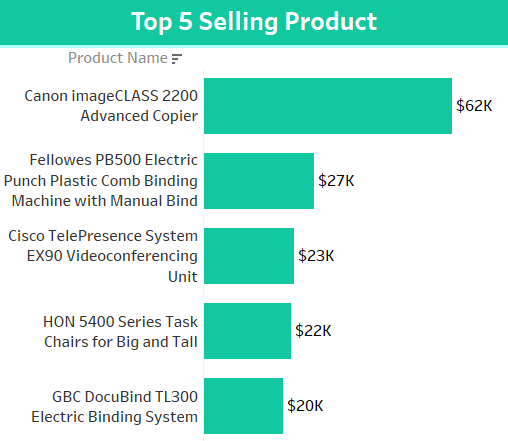 Top 5 Selling Product
Product Name
Canon imageCLASS 2200
Advanced Copier
$62K
Fellowes PB500 Electric
Punch Plastic Comb Binding
Machine with Manual Bind
$27K
Cisco TelePresence System
EX90 Videoconferencing
Unit
$23K
HON 5400 Series Task
Chairs for Big and Tall
$22K
GBC DocuBind TL300
Electric Binding System
$20K